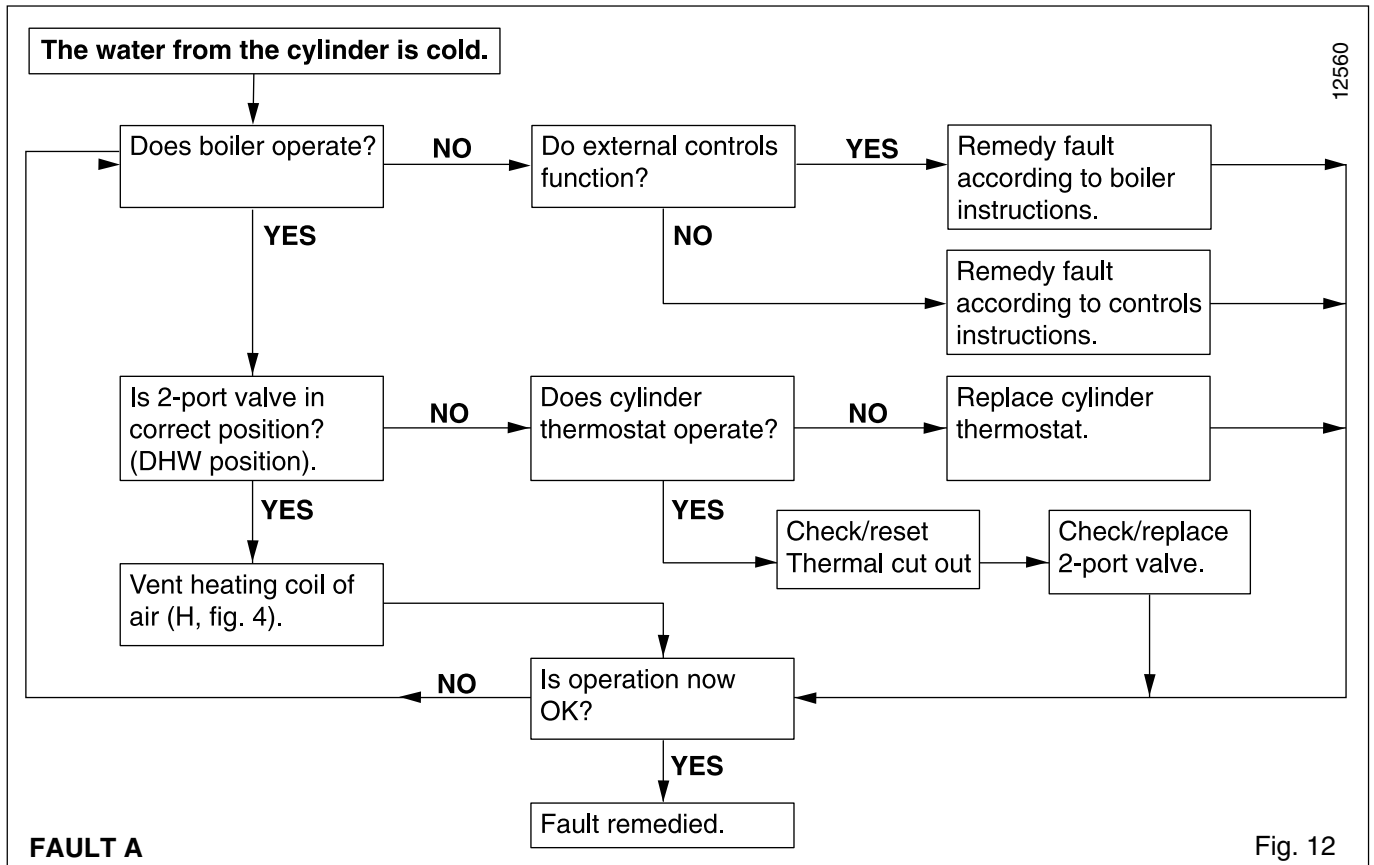 The water from the cylinder is cold.
12560
Does boiler operate?
NO
Do external controls
function?
YES
Remedy fault
according to boiler
instructions.
YES
NO
Remedy fault
according to controls
instructions.
Is 2-port valve in
correct position?
(DHW position).
NO
Does cylinder
thermostat operate?
NO
Replace cylinder
thermostat.
YES
YES
Check/reset
Thermal cut out
Check/replace
2-port valve.
Vent heating coil of
air (H, fig. 4).
NO
Is operation now
OK?
YES
Fault remedied.
FAULT A
Fig. 12